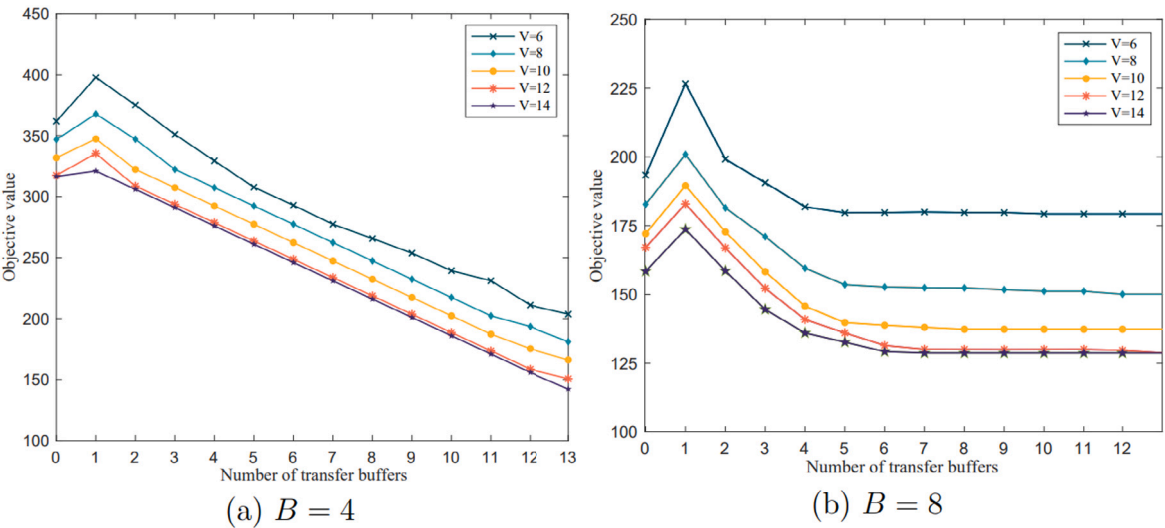 450
400
350
300
250
200
150
100
Objective value
0 1 2 3 4 5 6 7 8 9 10 11 12 13
Number of transfer buffers
V=6
V=8
V=10
V=12
V=14
(a) B = 4
250
225
200
175
150
125
100
Objective value
0 1 2 3 4 5 6 7 8 9 10 11 12
Number of transfer buffers
V=6
V=8
V=10
V=12
V=14
(b) B = 8